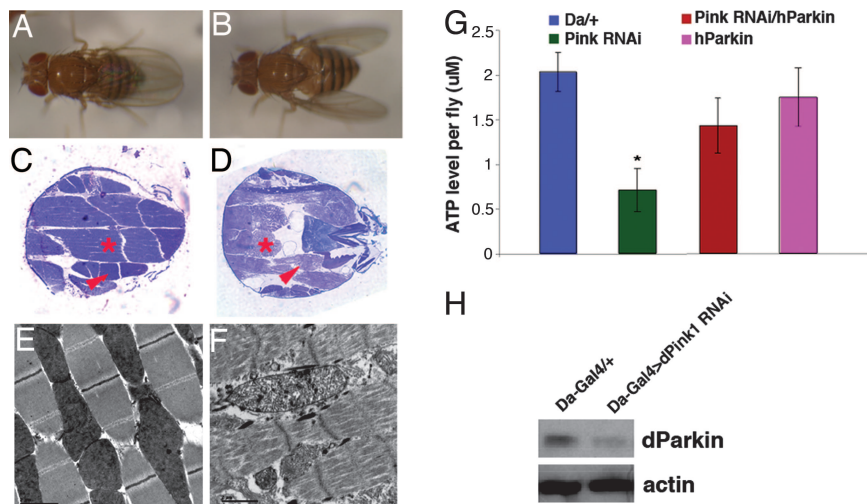 A
B
C
D
E
F
G
Da/+
Pink RNAi
Pink RNAi/hParkin
hParkin
ATP level per fly (uM)
2.5
2
1.5
1
0.5
0
*
H
Da-Gal4/+
Da-Gal4>dPink1 RNAi
dParkin
actin